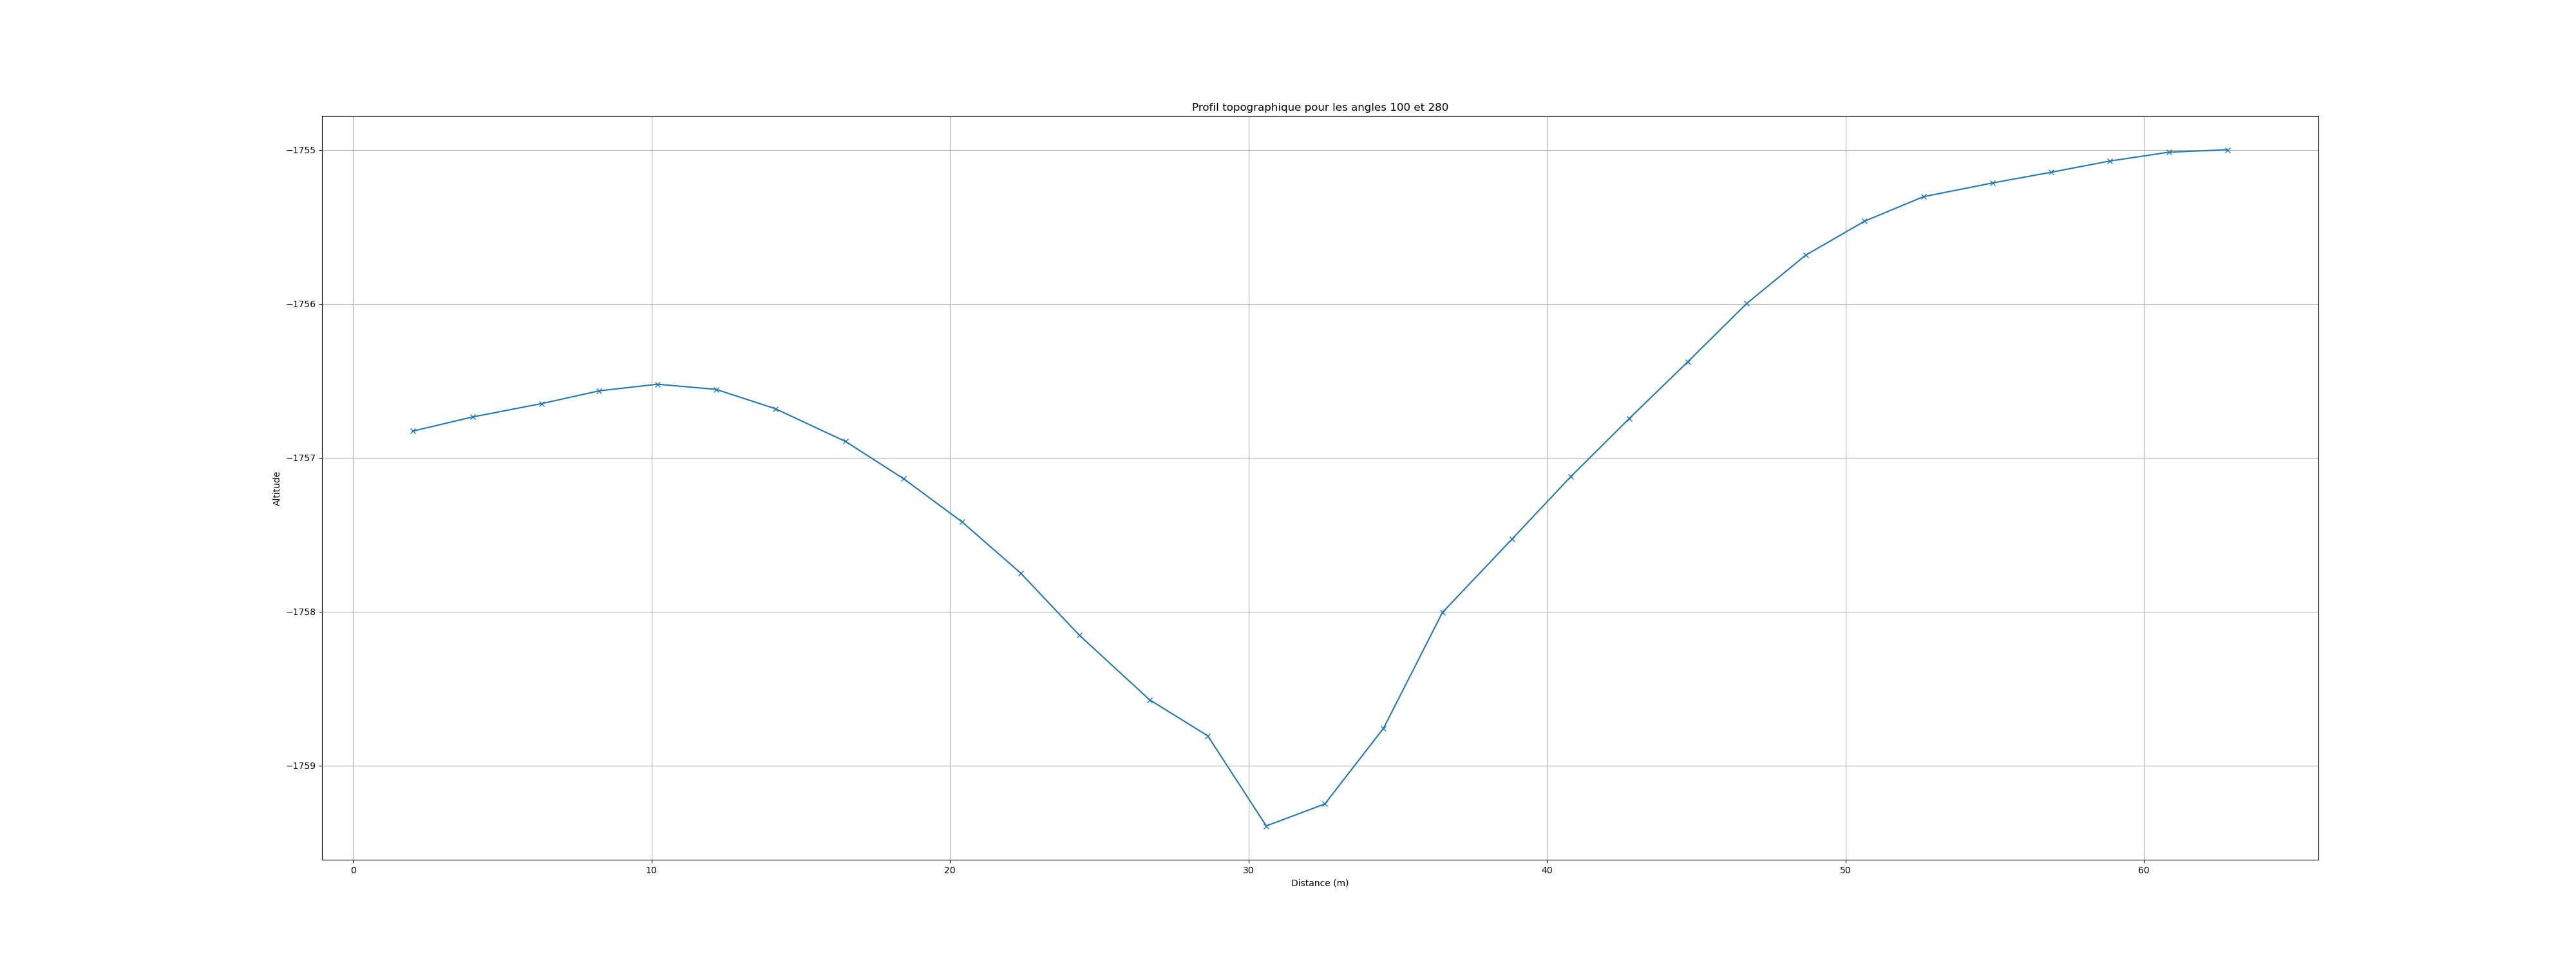 Profil topographique pour les angles 100 et 280
−1755
−1756
−1757
−1758
−1759
Altitude
0 10 20 30 40 50 60
Distance (m)